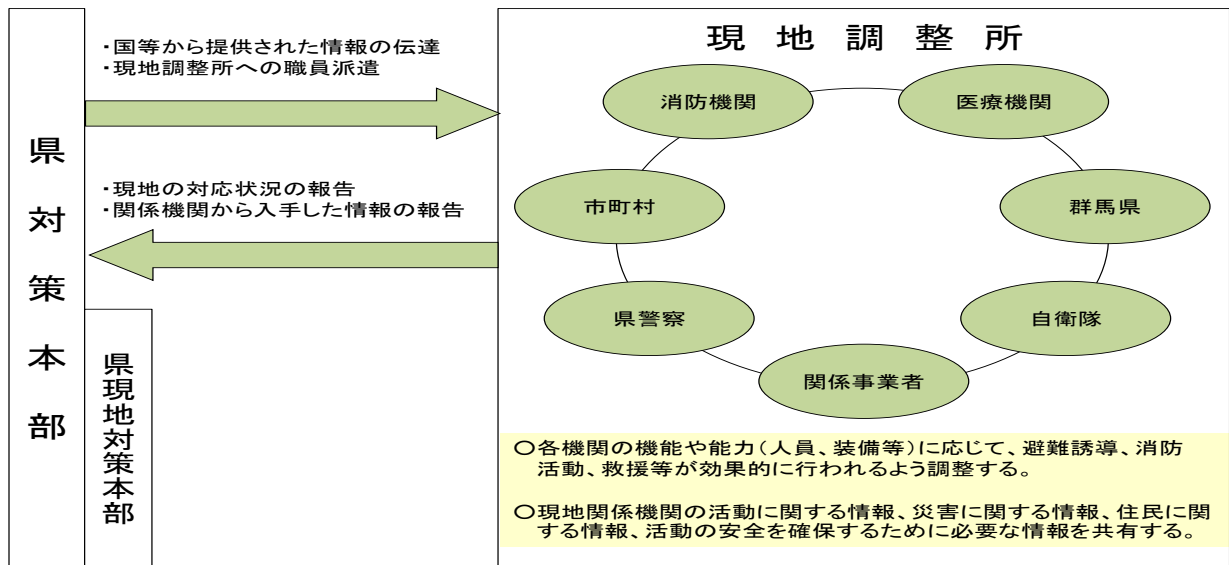 県対策本部
県現地対策本部
・国等から提供された情報の伝達
・現地調整所への職員派遣
・現地の対応状況の報告
・関係機関から入手した情報の報告
現地調整所
消防機関
医療機関
市町村
群馬県
県警察
自衛隊
関係事業者
〇各機関の機能や能力(人員、装備等)に応じて、避難誘導、消防
活動、救援等が効果的に行われるよう調整する。
〇現地関係機関の活動に関する情報、災害に関する情報、住民に関
する情報、活動の安全を確保するために必要な情報を共有する。